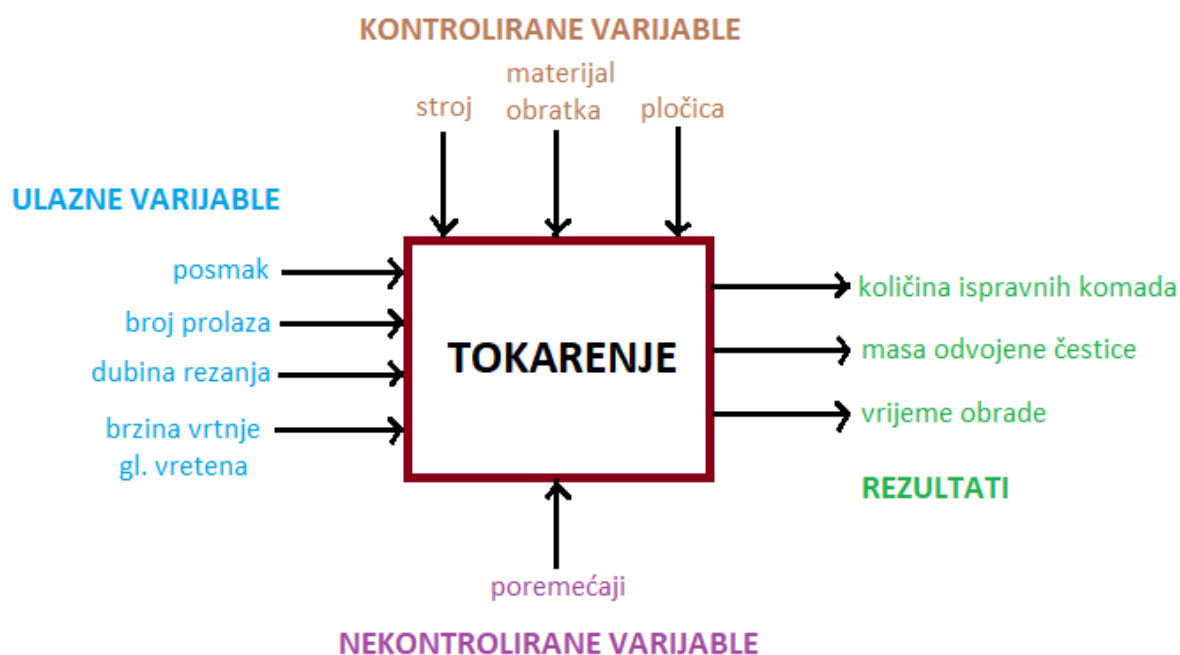 KONTROLIRANE VARIJABLE
materijal
stroj
obratka
pločica
ULAZNE VARIJABLE
posmak
broj prolaza
dubina rezanja
brzina vrtnje
gl. vretena
TOKARENJE
količina ispravnih komada
masa odvojene čestice
vrijeme obrade
REZULTATI
poremećaji
NEKONTROLIRANE VARIJABLE